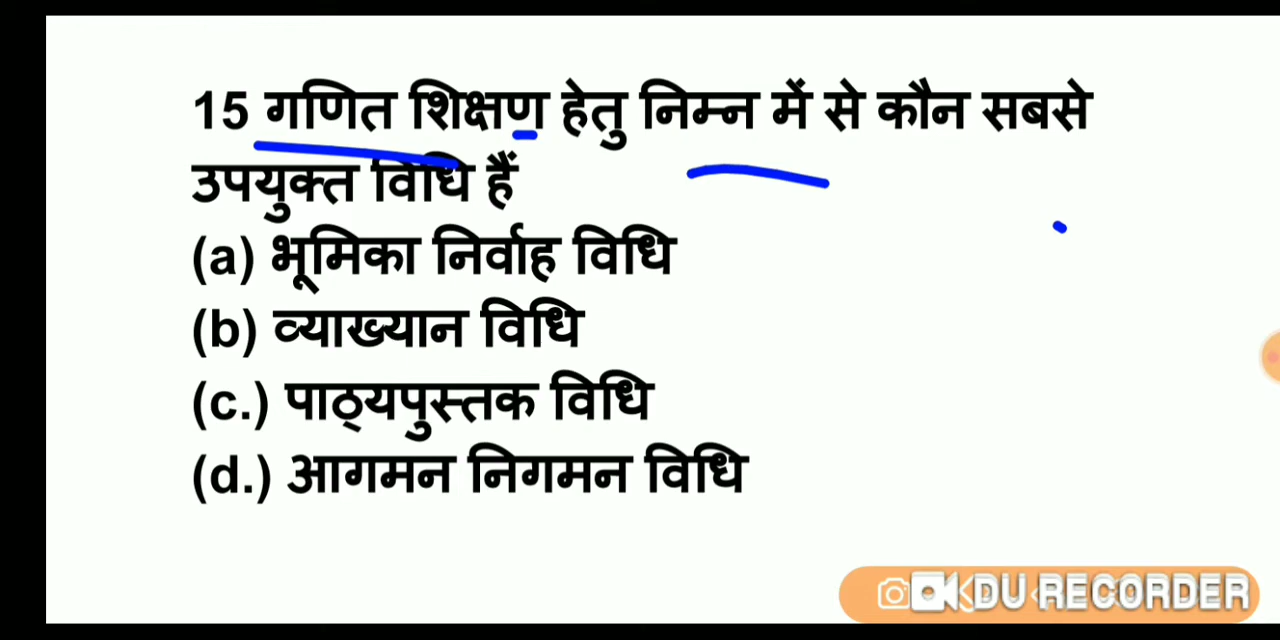 15 गणित शिक्षण हेतु निम्न में से कौन सबसे
उपयुक्त विधि हैं
(a) भूमिका निर्वाह विधि
(b) व्याख्यान विधि
(c.) पाठ्यपुस्तक विधि
(d.) आगमन निगमन विधि
DU RECORDER